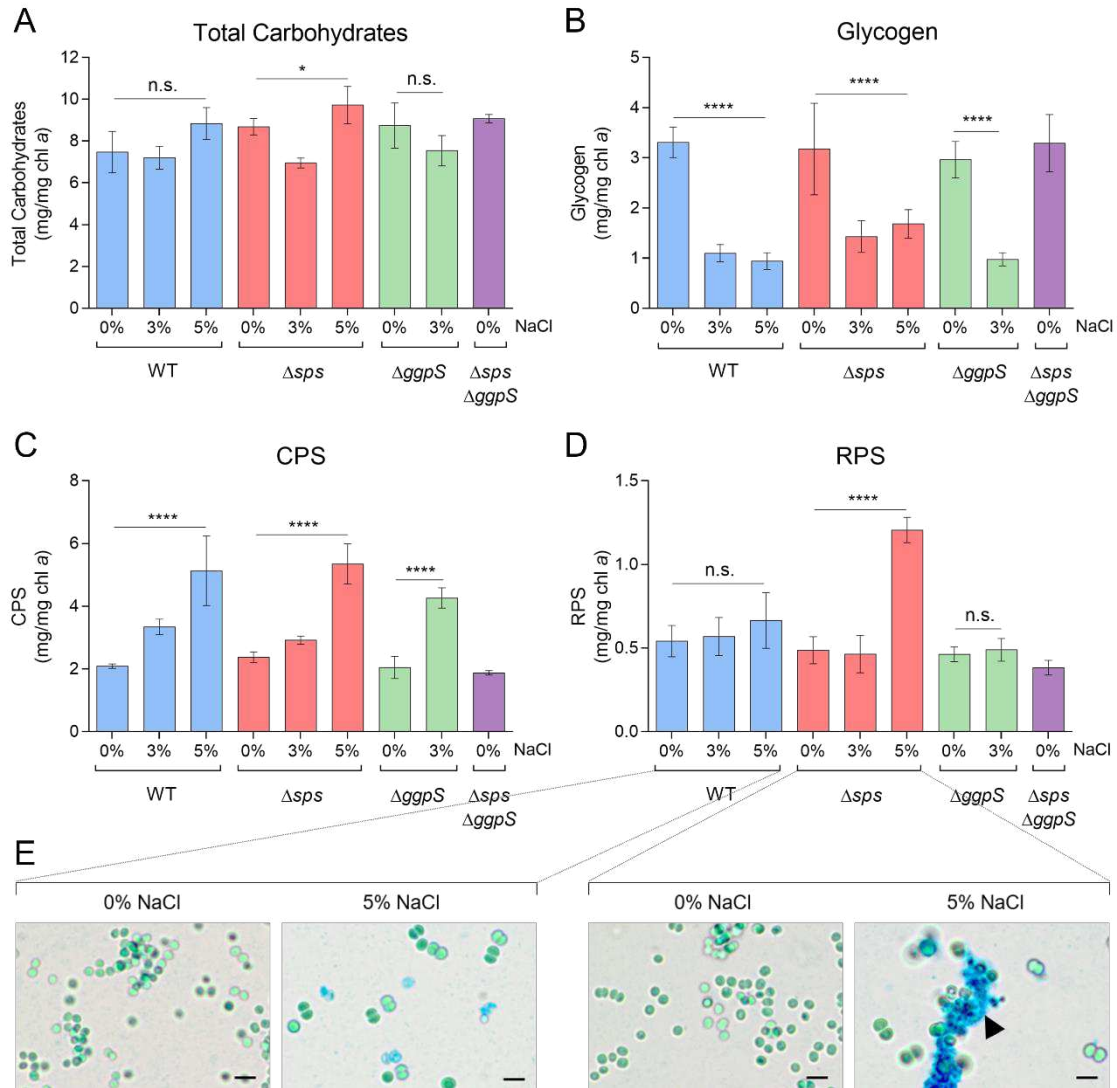 A
Total Carbohydrates
Total Carbohydrates
(mg/mg chl a)
12
10
8
6
4
2
0
n.s.
*
n.s.
0% 3% 5% 0% 3% 5% 0% 3% 0% NaCl
WT Δsps ΔggpS Δsps
ΔggpS
B
Glycogen
Glycogen
(mg/mg chl a)
5
4
3
2
1
0
****
****
****
0% 3% 5% 0% 3% 5% 0% 3% 0% NaCl
WT Δsps ΔggpS Δsps
ΔggpS
C
CPS
CPS
(mg/mg chl a)
8
6
4
2
0
****
****
****
0% 3% 5% 0% 3% 5% 0% 3% 0% NaCl
WT Δsps ΔggpS Δsps
ΔggpS
D
RPS
RPS
(mg/mg chl a)
1.5
1.0
0.5
0.0
n.s.
****
n.s.
0% 3% 5% 0% 3% 5% 0% 3% 0% NaCl
WT Δsps ΔggpS Δsps
ΔggpS
E
0% NaCl 5% NaCl 0% NaCl 5% NaCl